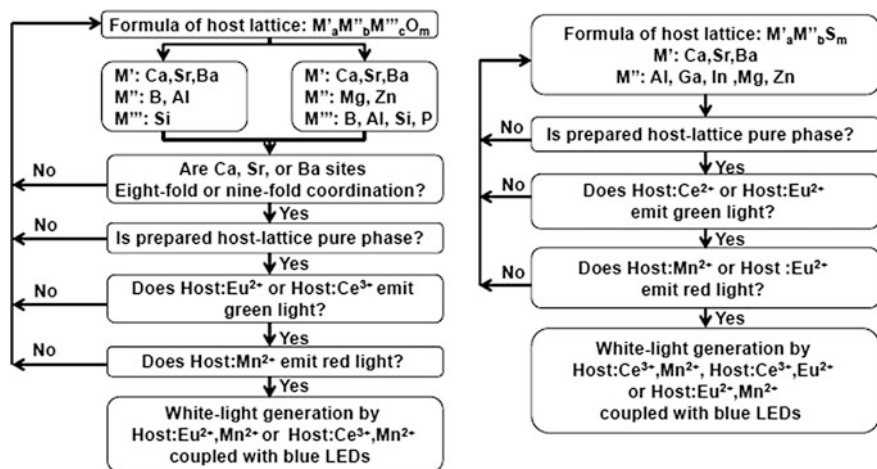 Formula of host lattice: M'ₐM''_bM'''_cOₘ
M': Ca,Sr,Ba
M'': B, Al
M''': Si
M': Ca,Sr,Ba
M'': Mg, Zn
M''': B, Al, Si, P
No
Are Ca, Sr, or Ba sites
Eight-fold or nine-fold coordination?
Yes
No
Is prepared host-lattice pure phase?
Yes
No
Does Host:Eu²⁺ or Host:Ce³⁺ emit
green light?
Yes
No
Does Host:Mn²⁺ emit red light?
Yes
White-light generation by
Host:Eu²⁺,Mn²⁺ or Host:Ce³⁺,Mn²⁺
coupled with blue LEDs
Formula of host lattice: M'ₐM''_bSₘ
M': Ca,Sr,Ba
M'': Al, Ga, In ,Mg, Zn
No
Is prepared host-lattice pure phase?
Yes
No
Does Host:Ce²⁺ or Host:Eu²⁺
emit green light?
Yes
No
Does Host:Mn²⁺ or Host :Eu²⁺
emit red light?
Yes
White-light generation by
Host:Ce³⁺,Mn²⁺, Host:Ce³⁺,Eu²⁺
or Host:Eu²⁺,Mn²⁺
coupled with blue LEDs